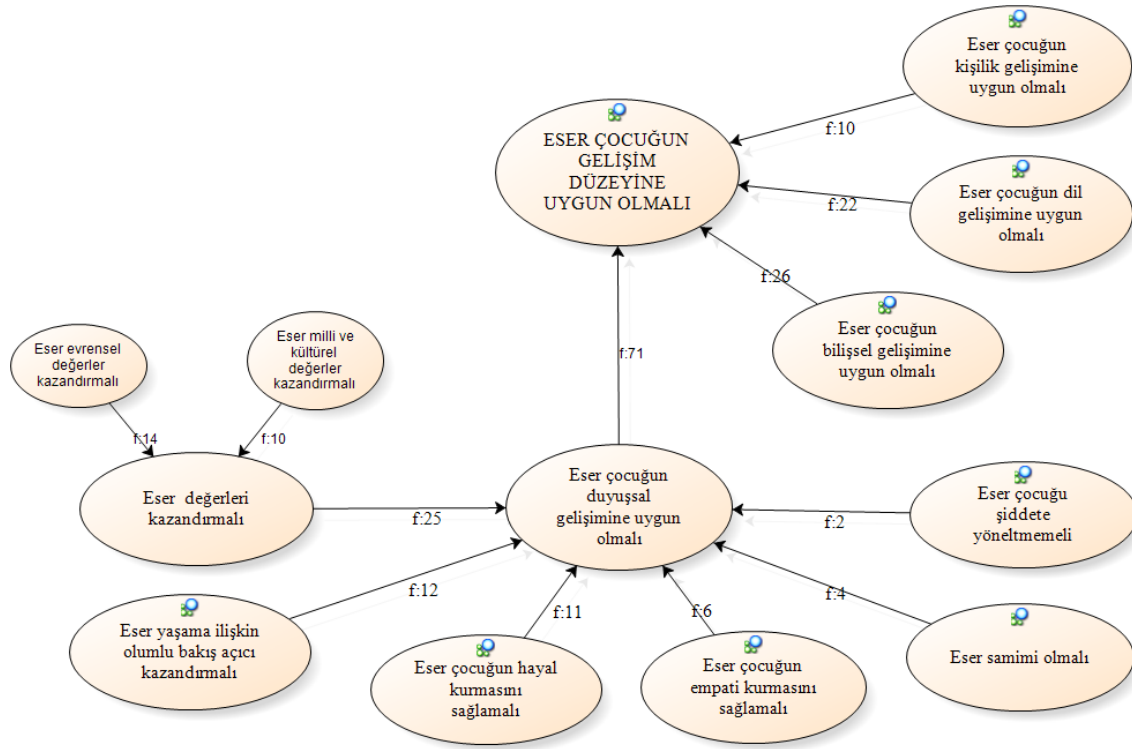 Eser çocuğun
kişilik gelişimine
uygun olmalı
f:10
ESER ÇOCUĞUN
GELİŞİM
DÜZEYİNE
UYGUN OLMALI
Eser çocuğun dil
gelişimine uygun
olmalı
f:22
f:26
Eser çocuğun
bilişsel gelişimine
uygun olmalı
f:71
Eser evrensel
değerler
kazandırmalı
Eser milli ve
kültürel
değerler
kazandırmalı
f:14
f:10
Eser değerleri
kazandırmalı
f:25
Eser çocuğun
duyuşsal
gelişimine uygun
olmalı
f:2
Eser çocuğu
şiddete
yöneltmemeli
f:12
f:11
f:6
f:4
Eser yaşama ilişkin
olumlu bakış açıcı
kazandırmalı
Eser çocuğun hayal
kurmasını
sağlamalı
Eser çocuğun
empati kurmasını
sağlamalı
Eser samimi olmalı